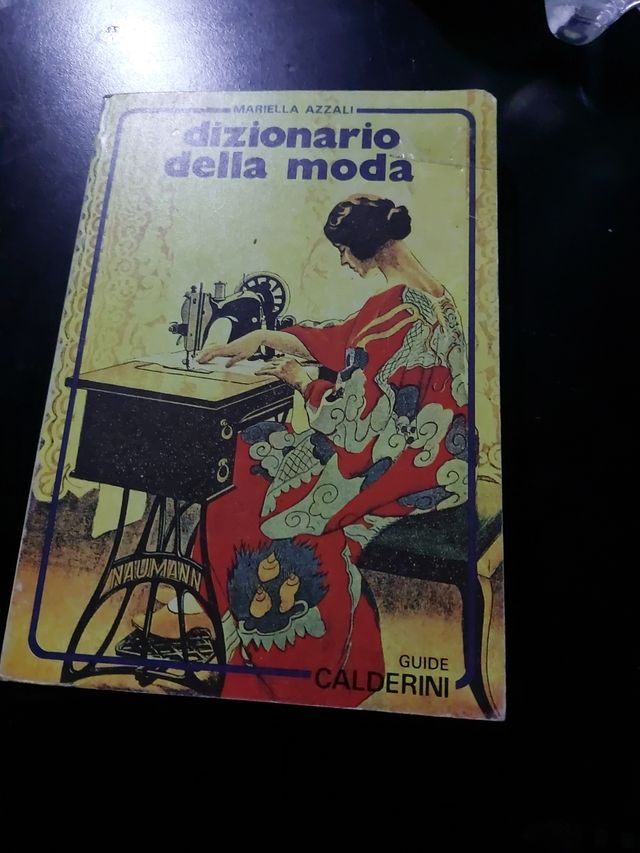 MARIELLA AZZALI
dizionario
della moda
NAUMANN
GUIDE
CALDERINI